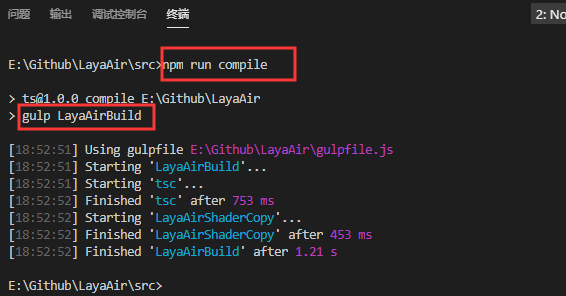 问题 输出 调试控制台 终端 2: No
E:\Github\LayaAir\src>npm run compile
> ts@1.0.0 compile E:\Github\LayaAir
> gulp LayaAirBuild
[18:52:51] Using gulpfile E:\Github\LayaAir\gulpfile.js
[18:52:51] Starting 'LayaAirBuild'...
[18:52:51] Starting 'tsc'...
[18:52:52] Finished 'tsc' after 753 ms
[18:52:52] Starting 'LayaAirShaderCopy'...
[18:52:52] Finished 'LayaAirShaderCopy' after 453 ms
[18:52:52] Finished 'LayaAirBuild' after 1.21 s
E:\Github\LayaAir\src>